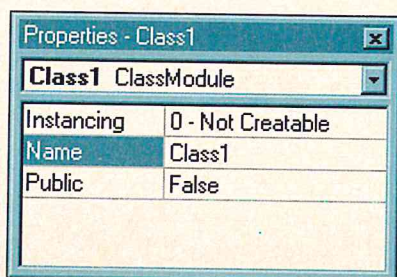 Properties - Class1
Class1 ClassModule
Instancing 0 - Not Creatable
Name Class1
Public False